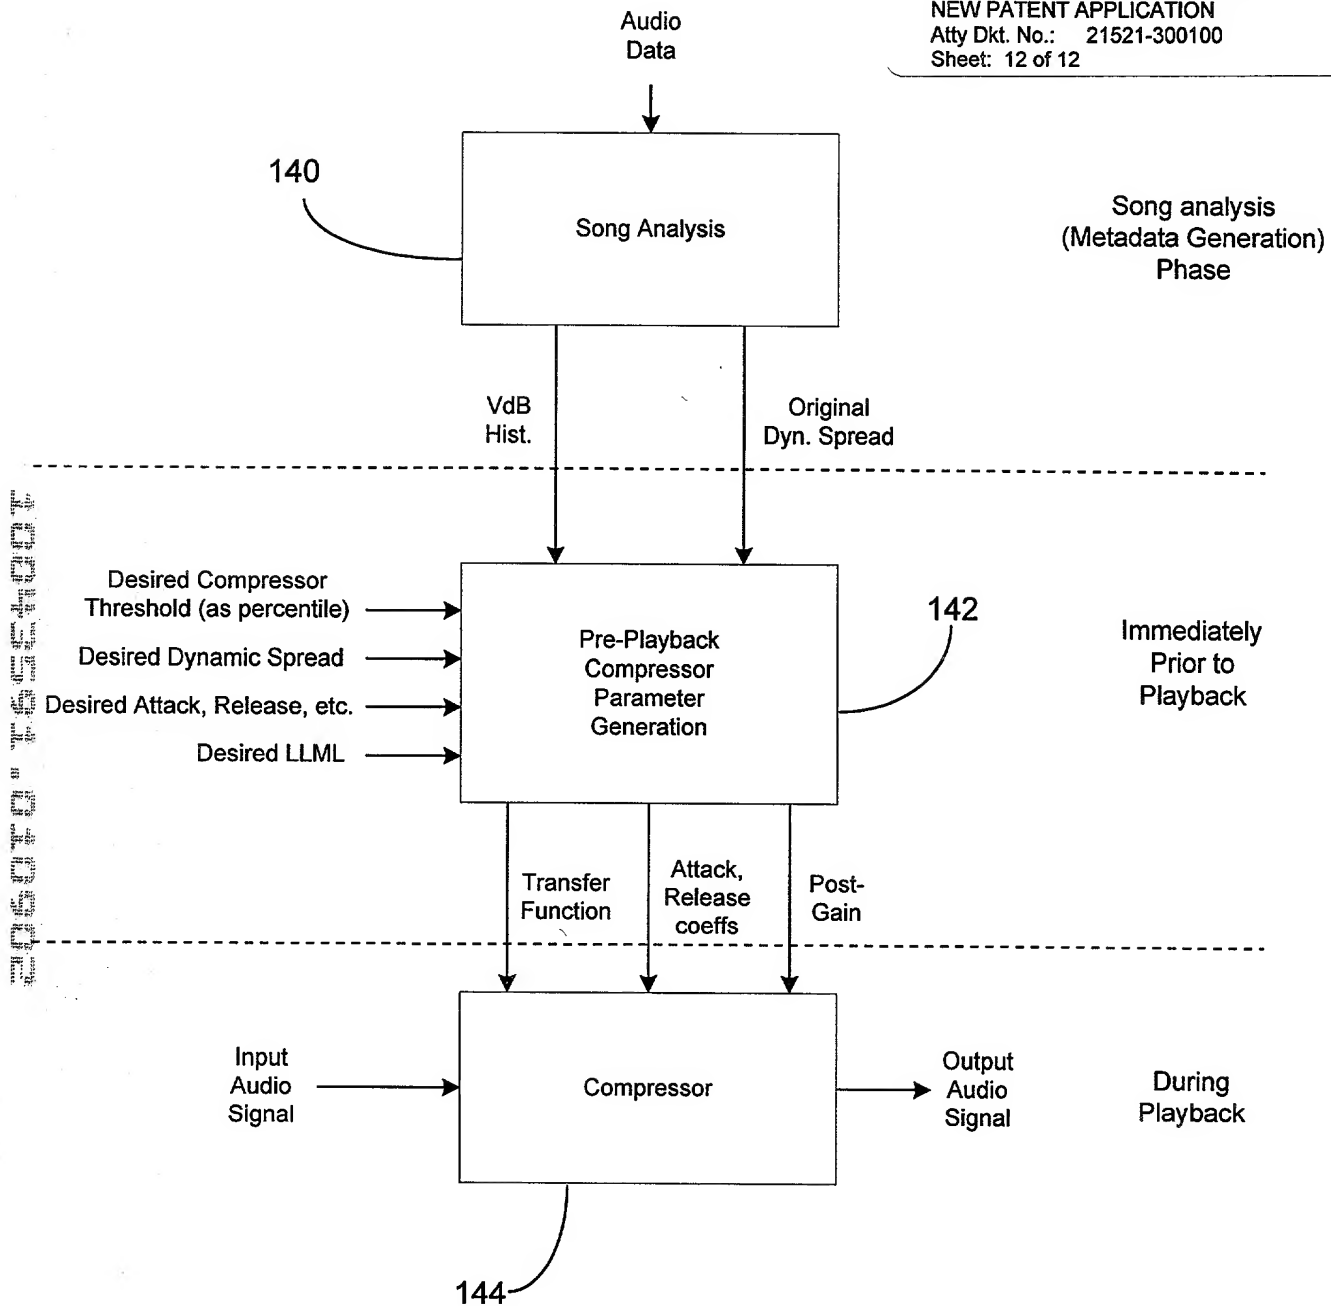 NEW PATENT APPLICATION
Atty Dkt. No.: 21521-300100
Sheet: 12 of 12
Audio
Data
140
Song Analysis
Song analysis
(Metadata Generation)
Phase
VdB
Hist.
Original
Dyn. Spread
Desired Compressor
Threshold (as percentile)
Desired Dynamic Spread
Desired Attack, Release, etc.
Desired LLML
Pre-Playback
Compressor
Parameter
Generation
142
Immediately
Prior to
Playback
Transfer
Function
Attack,
Release
coeffs
Post-
Gain
Input
Audio
Signal
Compressor
Output
Audio
Signal
During
Playback
144